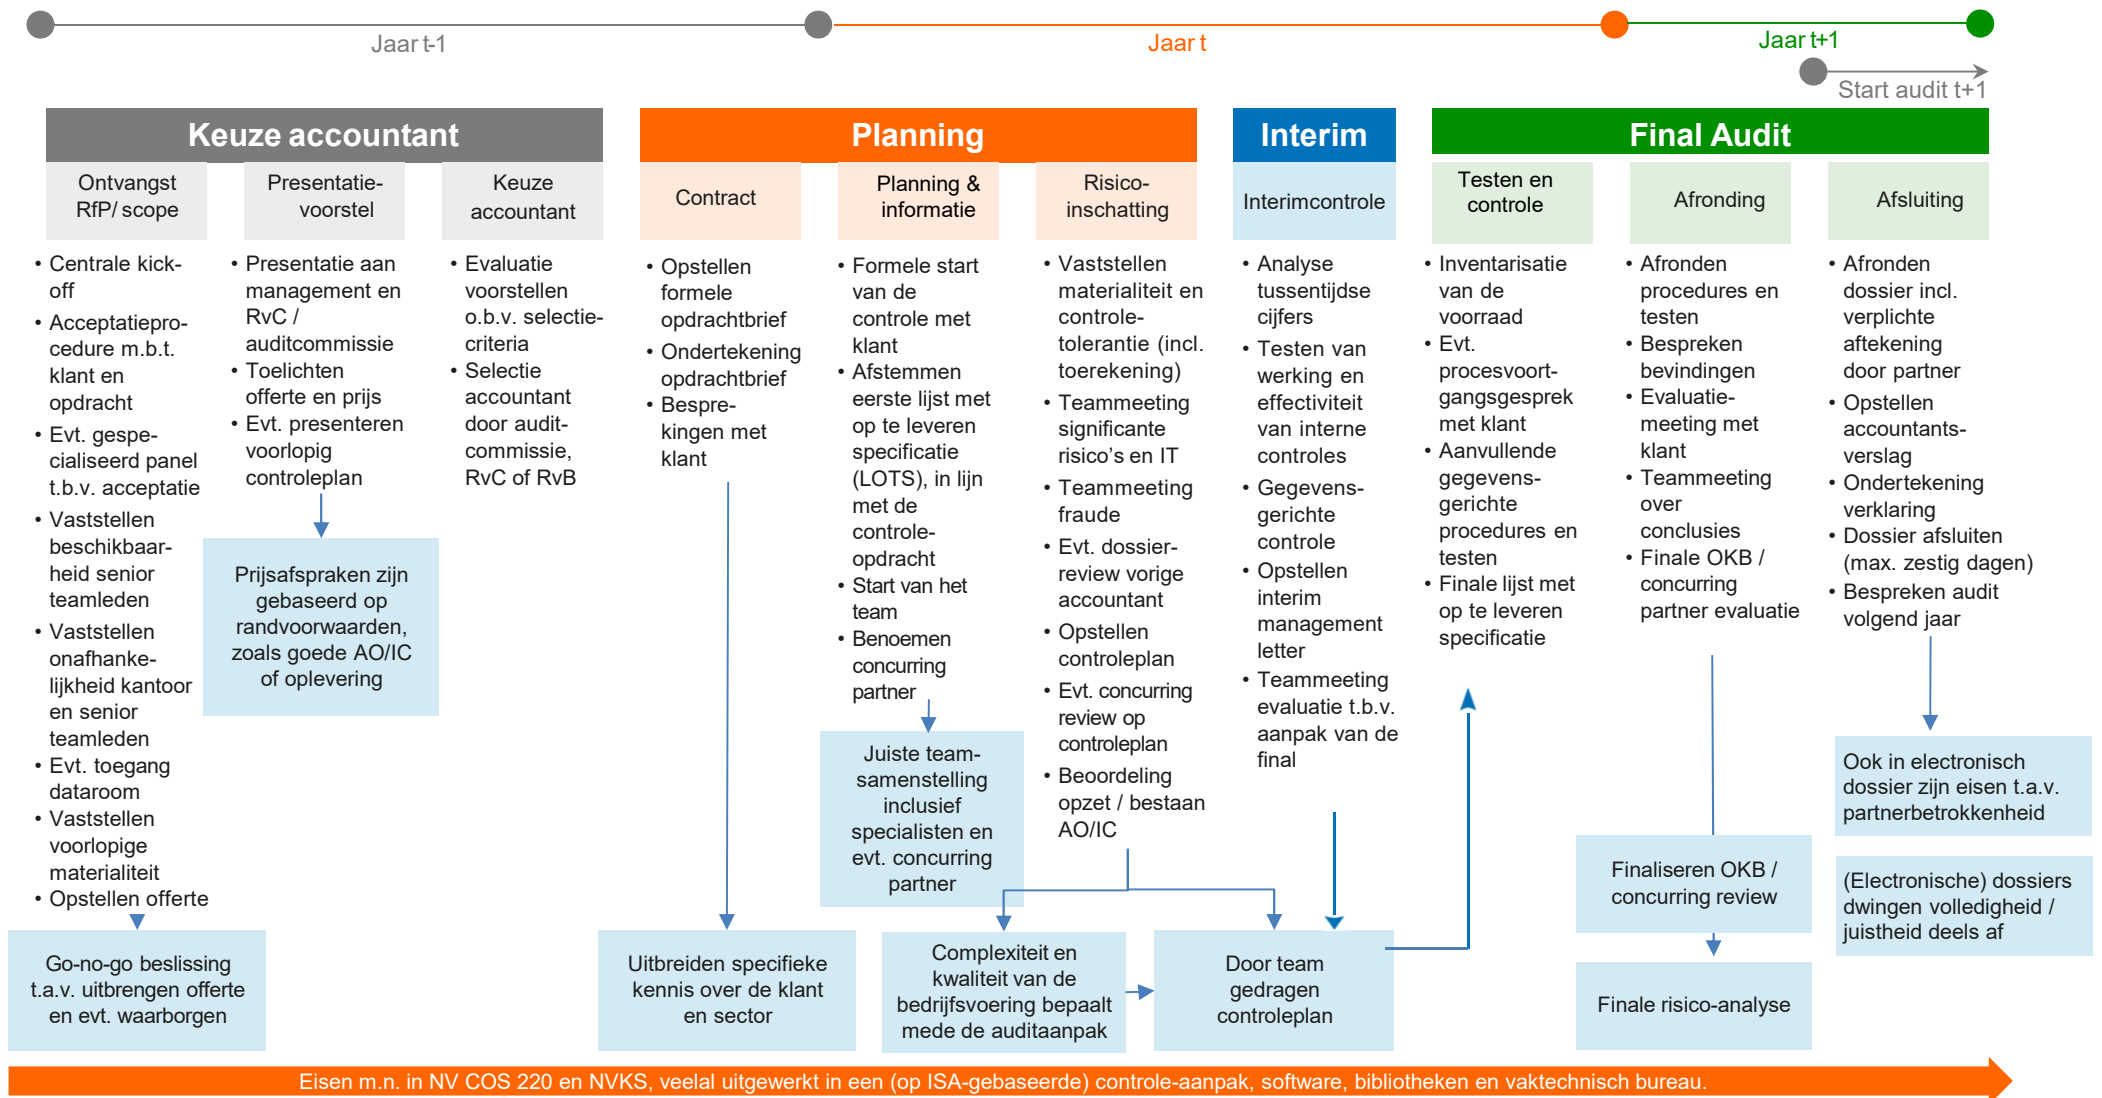 Jaar t-1
Jaar t
Jaar t+1
Start audit t+1
Keuze accountant
Planning
Interim
Final Audit
Ontvangst
RfP/ scope
Presentatie-
voorstel
Keuze
accountant
Contract
Planning &
informatie
Risico-
inschatting
Interimcontrole
Testen en
controle
Afronding
Afsluiting
• Centrale kick-
off
• Acceptatiepro-
cedure m.b.t.
klant en
opdracht
• Evt. gespe-
cialiseerd panel
t.b.v. acceptatie
• Vaststellen
beschikbaar-
heid senior
teamleden
• Vaststellen
onafhanke-
lijkheid kantoor
en senior
teamleden
• Evt. toegang
dataroom
• Vaststellen
voorlopige
materialiteit
• Opstellen offerte
Go-no-go beslissing
t.a.v. uitbrengen offerte
en evt. waarborgen
• Presentatie aan
management en
RvC /
auditcommissie
• Toelichten
offerte en prijs
• Evt. presenteren
voorlopig
controleplan
Prijsafspraken zijn
gebaseerd op
randvoorwaarden,
zoals goede AO/IC
of oplevering
• Evaluatie
voorstellen
o.b.v. selectie-
criteria
• Selectie
accountant
door audit-
commissie,
RvC of RvB
• Opstellen
formele
opdrachtbrief
• Ondertekening
opdrachtbrief
• Bespre-
kingen met
klant
Uitbreiden specifieke
kennis over de klant
en sector
• Formele start
van de
controle met
klant
• Afstemmen
eerste lijst met
op te leveren
specificatie
(LOTS), in lijn
met de
controle-
opdracht
• Start van het
team
• Benoemen
concurring
partner
Juiste team-
samenstelling
inclusief
specialisten en
evt. concurring
partner
• Vaststellen
materialiteit en
controle-
tolerantie (incl.
toerekening)
• Teammeeting
significante
risico's en IT
• Teammeeting
fraude
• Evt. dossier-
review vorige
accountant
• Opstellen
controleplan
• Evt. concurring
review op
controleplan
• Beoordeling
opzet / bestaan
AO/IC
Complexiteit en
kwaliteit van de
bedrijfsvoering bepaalt
mede de auditaanpak
• Analyse
tussentijdse
cijfers
• Testen van
werking en
effectiviteit
van interne
controles
• Gegevens-
gerichte
controle
• Opstellen
interim
management
letter
• Teammeeting
evaluatie t.b.v.
aanpak van de
final
Door team
gedragen
controleplan
• Inventarisatie
van de
voorraad
• Evt.
procesvoort-
gangsgesprek
met klant
• Aanvullende
gegevens-
gerichte
procedures en
testen
• Finale lijst met
op te leveren
specificatie
• Afronden
procedures en
testen
• Bespreken
bevindingen
• Evaluatie-
meeting met
klant
• Teammeeting
over
conclusies
• Finale OKB /
concurring
partner evaluatie
Finaliseren OKB /
concurring review
Finale risico-analyse
• Afronden
dossier incl.
verplichte
aftekening
door partner
• Opstellen
accountants-
verslag
• Ondertekening
verklaring
• Dossier afsluiten
(max. zestig dagen)
• Bespreken audit
volgend jaar
Ook in electronisch
dossier zijn eisen t.a.v.
partnerbetrokkenheid
(Electronische) dossiers
dwingen volledigheid /
juistheid deels af
Eisen m.n. in NV COS 220 en NVKS, veelal uitgewerkt in een (op ISA-gebaseerde) controle-aanpak, software, bibliotheken en vaktechnisch bureau.